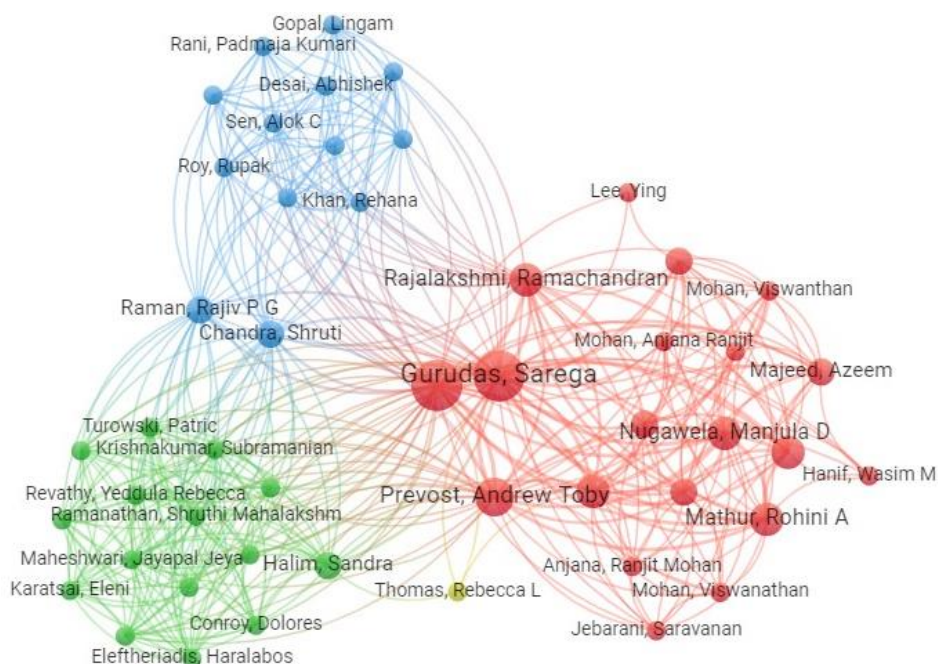 Gopal, Lingam
Rani, Padmaja Kumari
Desai, Abhishek
Sen, Alok C
Roy, Rupak
Khan, Rehana
Lee, Ying
Rajalakshmi, Ramachandran
Mohan, Viswanthan
Raman, Rajiv P G
Chandra, Shruti
Mohan, Anjana Ranjit
Majeed, Azeem
Gurudas, Sarega
Turowski, Patric
Krishnakumar, Subramanian
Nugawela, Manjula D
Hanif, Wasim M
Revathy, Yeddula Rebecca
Prevost, Andrew Toby
Ramanathan, Shruthi Mahalakshm
Mathur, Rohini A
Maheshwari, Jayapal Jeya
Halim, Sandra
Anjana, Ranjit Mohan
Karatsai, Eleni
Thomas, Rebecca L
Mohan, Viswanathan
Conroy, Dolores
Jebarani, Saravanan
Eleftheriadis, Haralabos